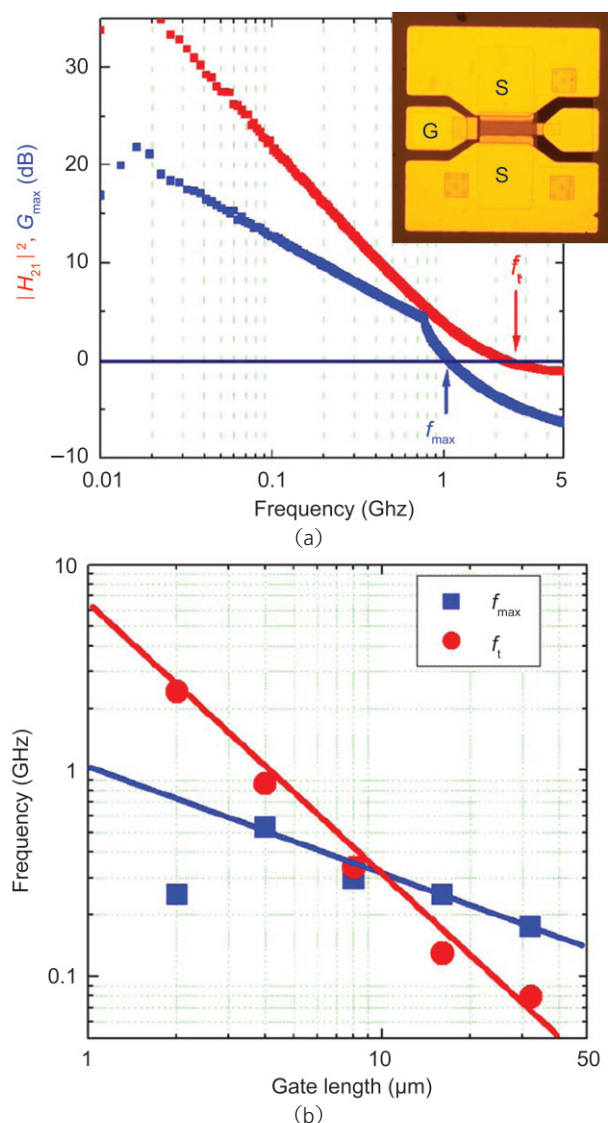 30
20
10
0
–10
|H21|², Gmax (dB)
S
G
S
ft
fmax
0.01
0.1
1
5
Frequency (Ghz)
(a)
10
1
0.1
Frequency (GHz)
fmax
ft
1
10
50
Gate length (µm)
(b)